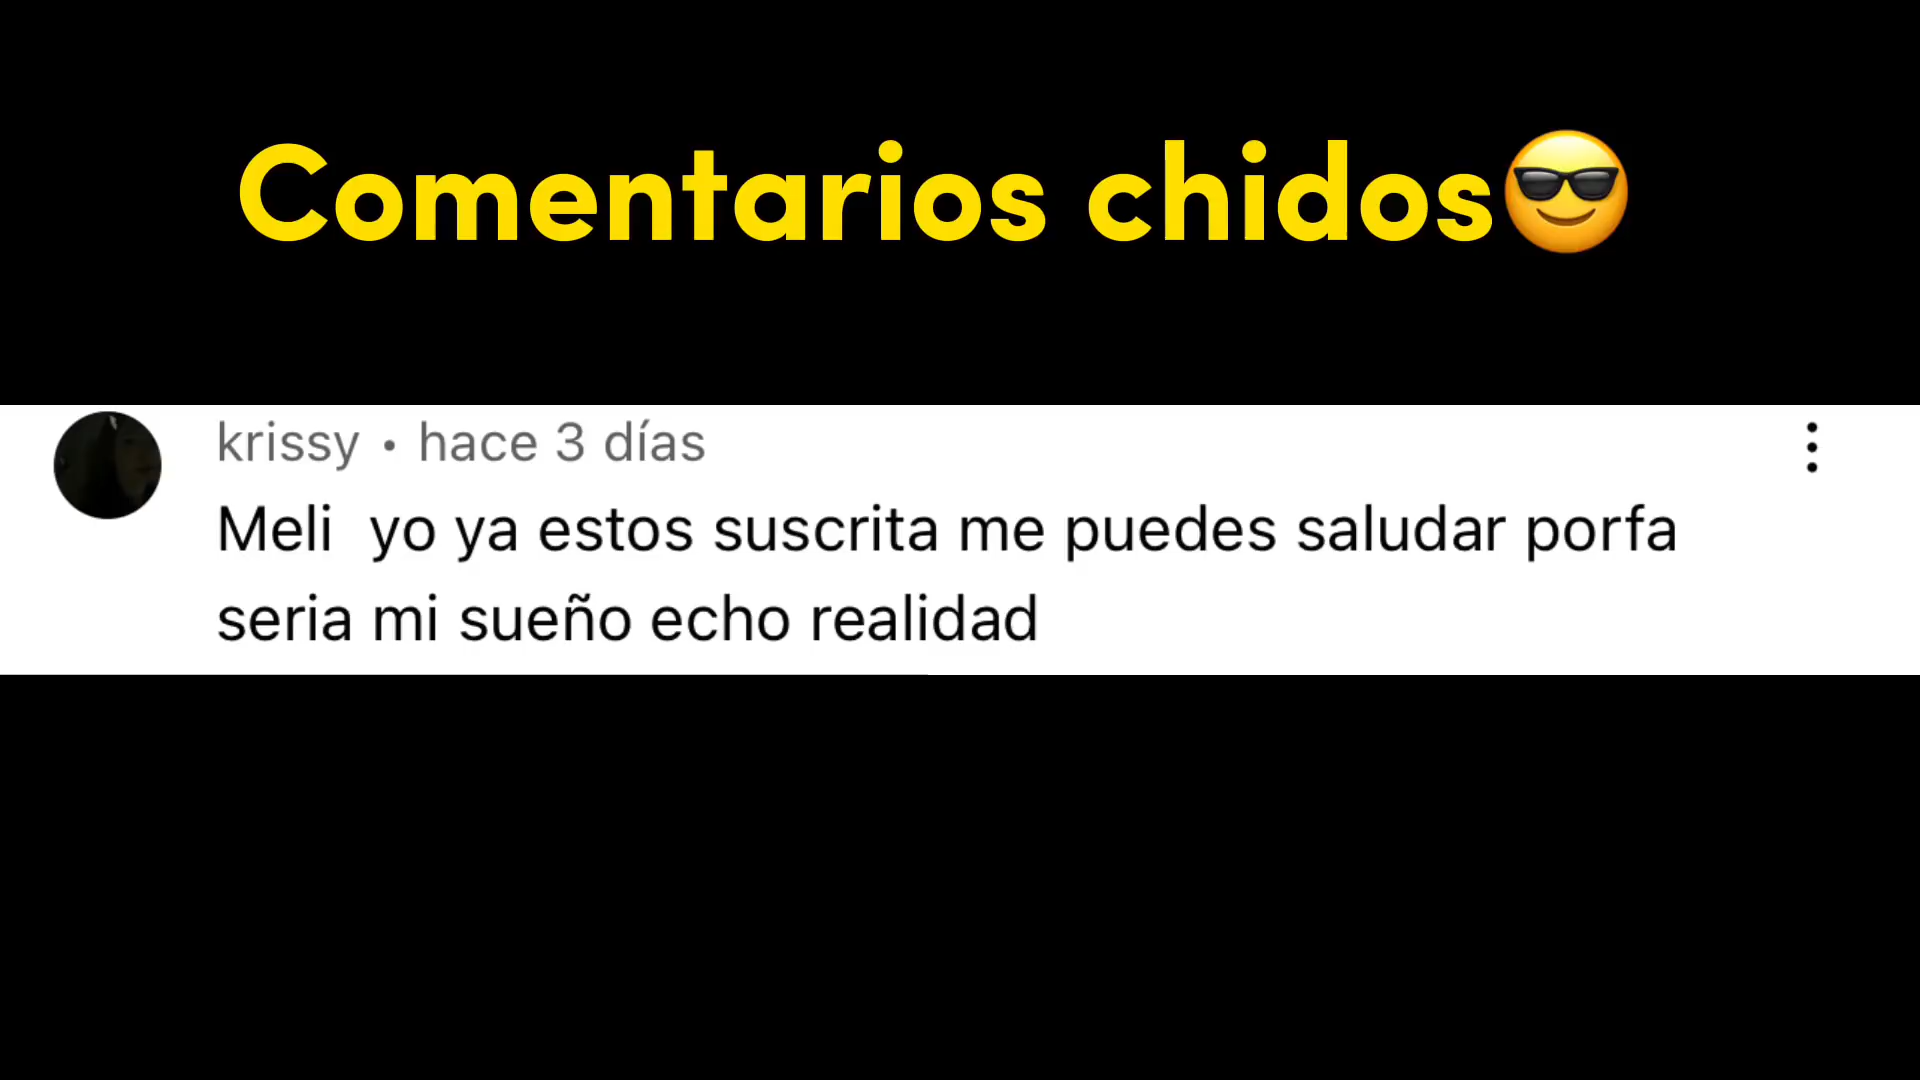 Comentarios chidos😎
krissy • hace 3 días
Meli yo ya estos suscrita me puedes saludar porfa
seria mi sueño echo realidad